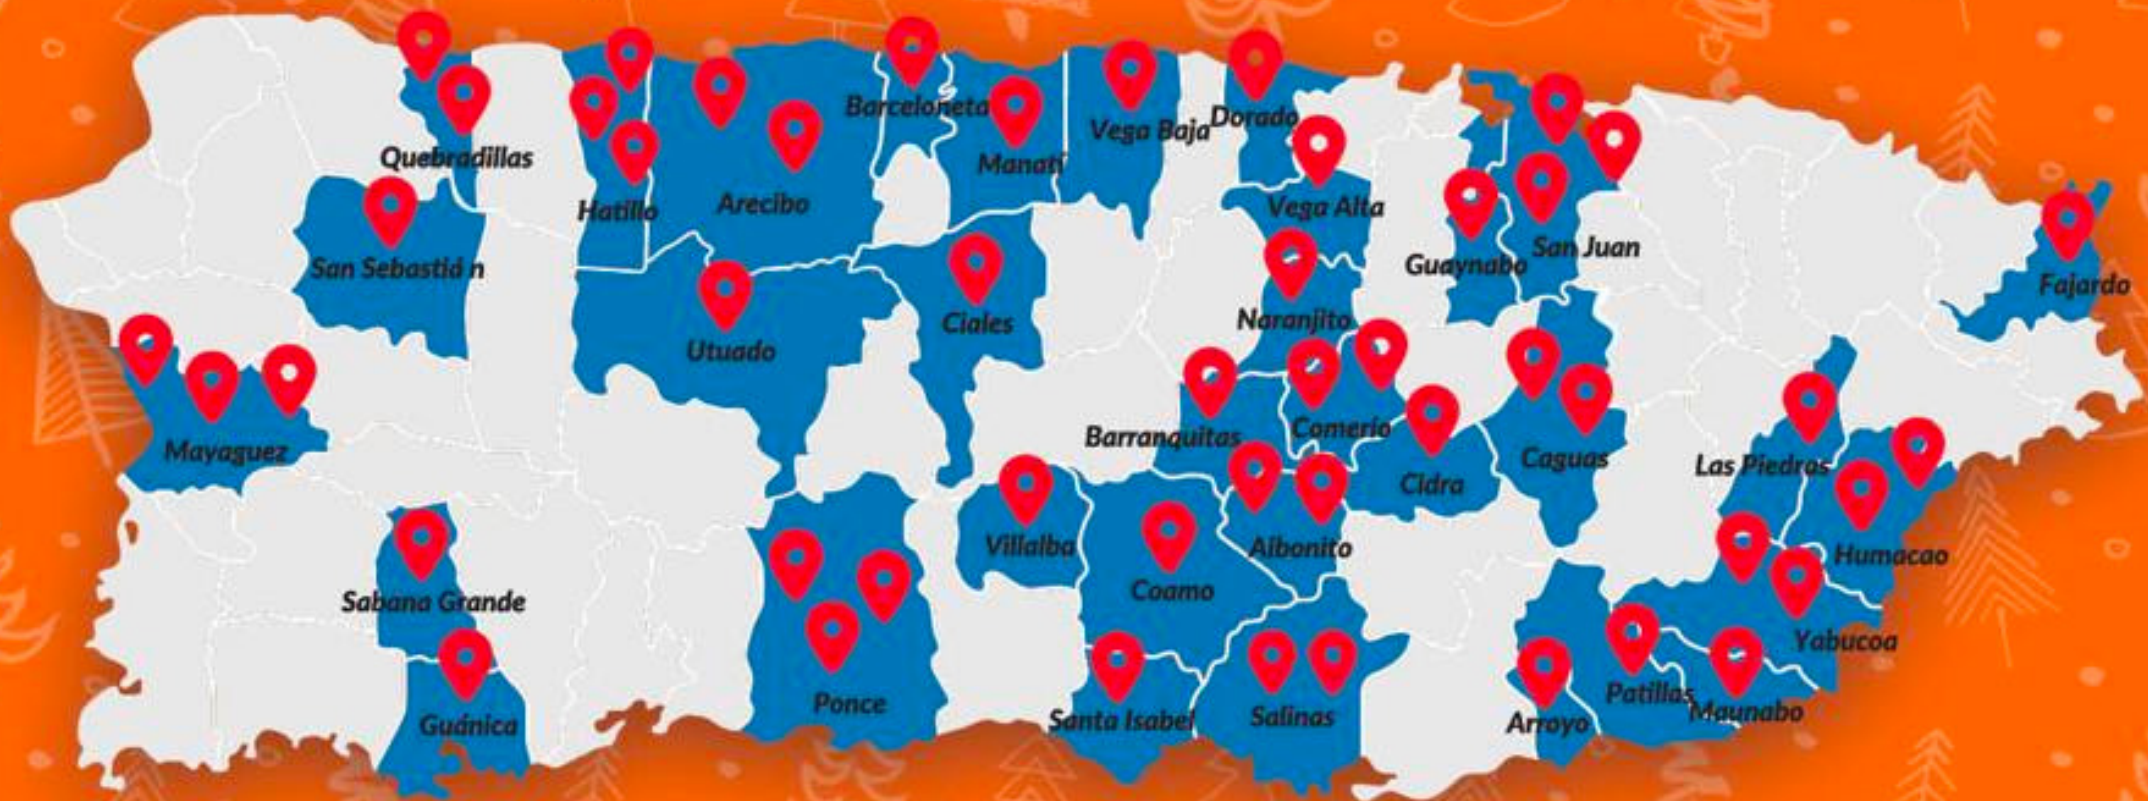 Barceloneta
Dorado
Vega Baja
Quebradillas
Manatí
Arecibo
Hatillo
Vega Alta
San Juan
Guaynabo
San Sebastiá n
Fajardo
Naranjito
Ciales
Utuado
Comerío
Barranquitas
Mayaguez
Caguas
Las Piedras
Cidra
Villalba
Aibonito
Humacao
Coamo
Sabana Grande
Yabucoa
Patillas
Ponce
Maunabo
Santa Isabel
Salinas
Arroyo
Guánica